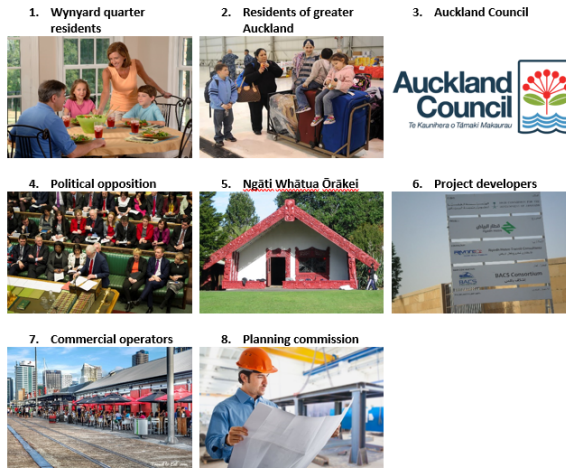 1. Wynyard quarter
residents
2. Residents of greater
Auckland
3. Auckland Council
Auckland
Council
Te Kaunihera o Tāmaki Makaurau
4. Political opposition
5. Ngāti Whātua Ōrākei
6. Project developers
BACS Consortium
BACS
7. Commercial operators
8. Planning commission